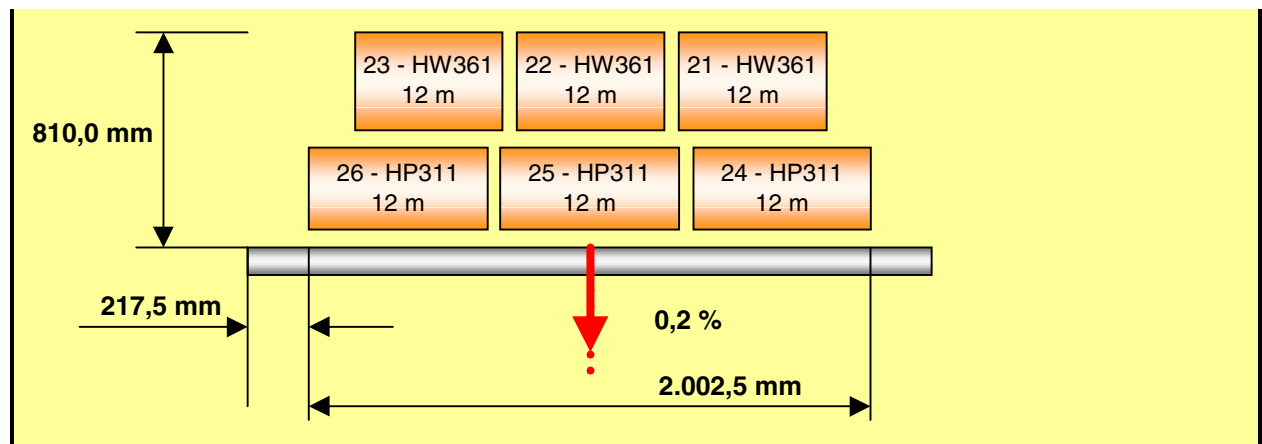 23 - HW361
12 m
22 - HW361
12 m
21 - HW361
12 m
810,0 mm
26 - HP311
12 m
25 - HP311
12 m
24 - HP311
12 m
217,5 mm
0,2 %
2.002,5 mm